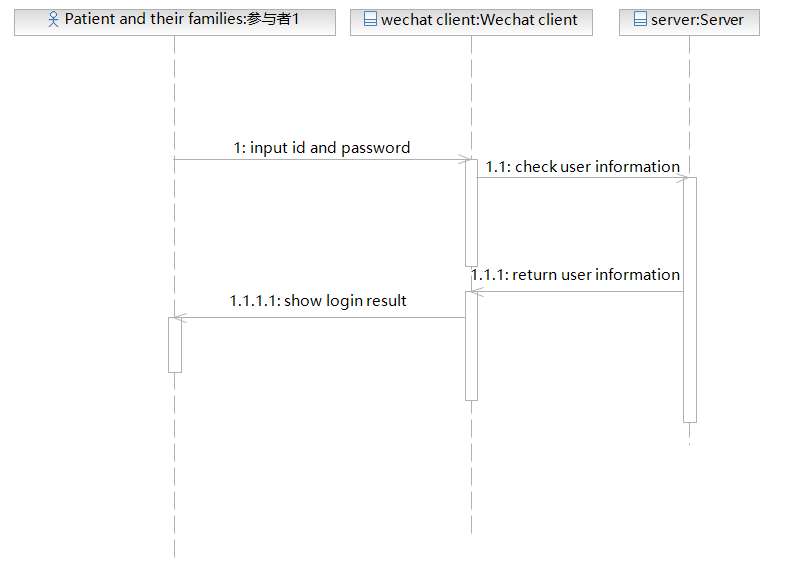 Patient and their families:参与者1
wechat client:Wechat client
server:Server
1: input id and password
1.1: check user information
1.1.1: return user information
1.1.1.1: show login result